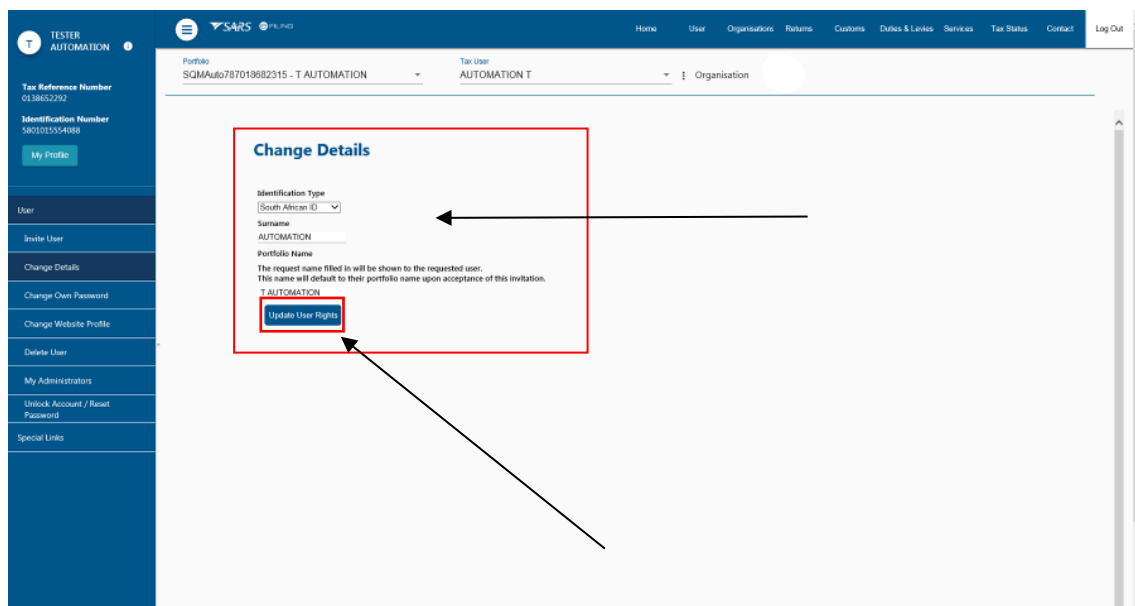 T
TESTER
AUTOMATION
Tax Reference Number
0138652292
Identification Number
5801015554088
My Profile
User
Invite User
Change Details
Change Own Password
Change Website Profile
Delete User
My Administrators
Unlock Account / Reset
Password
Special Links
SARS eFILING
Home User Organisations Returns Customs Duties & Levies Services Tax Status Contact Log Out
Portfolio
SQMAuto787018682315 - T AUTOMATION
Tax User
AUTOMATION T
Organisation
Change Details
Identification Type
South African ID
Surname
AUTOMATION
Portfolio Name
The request name filled in will be shown to the requested user.
This name will default to their portfolio name upon acceptance of this invitation.
T AUTOMATION
Update User Rights